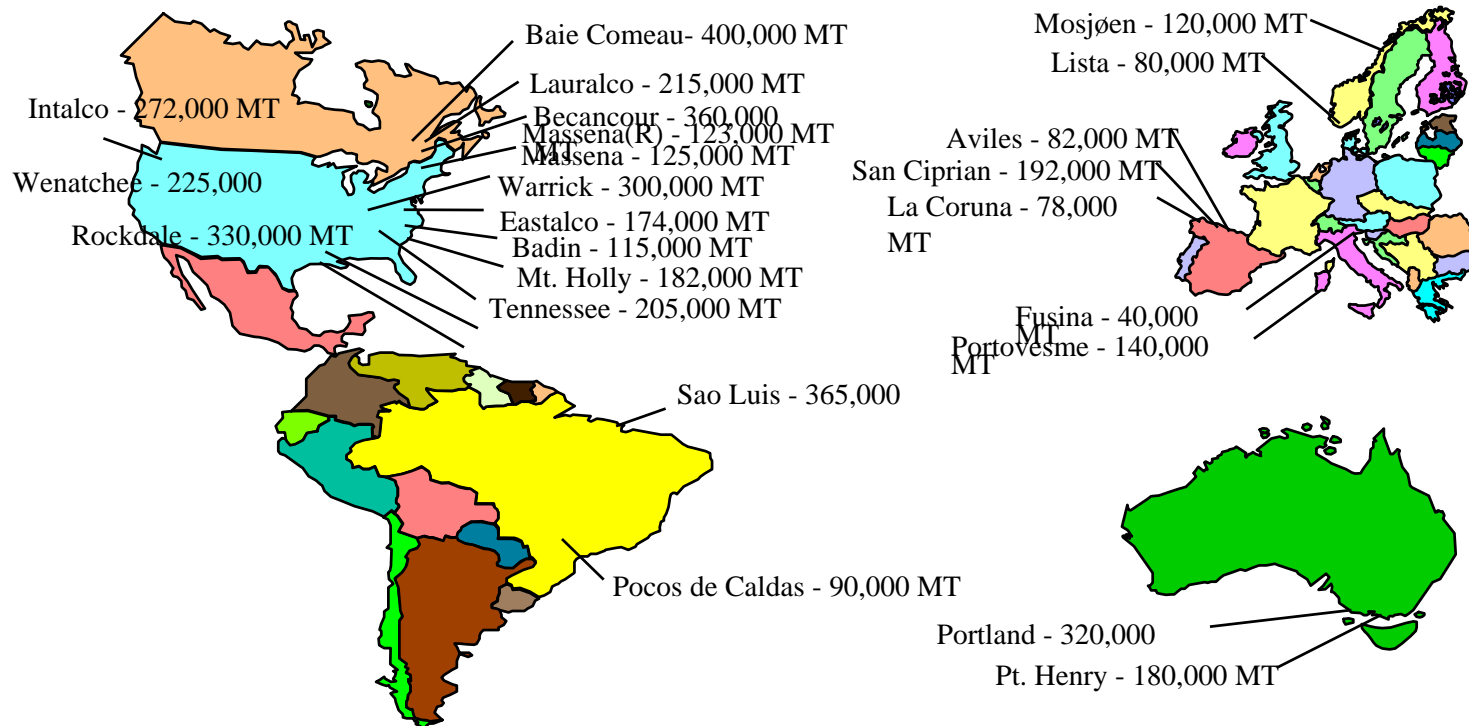 Baie Comeau- 400,000 MT
Lauralco - 215,000 MT
Intalco - 272,000 MT
Becancour - 360,000
MT
Massena(R) - 123,000 MT
Massena - 125,000 MT
Wenatchee - 225,000
Warrick - 300,000 MT
Eastalco - 174,000 MT
Rockdale - 330,000 MT
Badin - 115,000 MT
Mt. Holly - 182,000 MT
Tennessee - 205,000 MT
Sao Luis - 365,000
Pocos de Caldas - 90,000 MT
Mosjøen - 120,000 MT
Lista - 80,000 MT
Aviles - 82,000 MT
San Ciprian - 192,000 MT
La Coruna - 78,000
MT
Fusina - 40,000
MT
Portovesme - 140,000
MT
Portland - 320,000
Pt. Henry - 180,000 MT